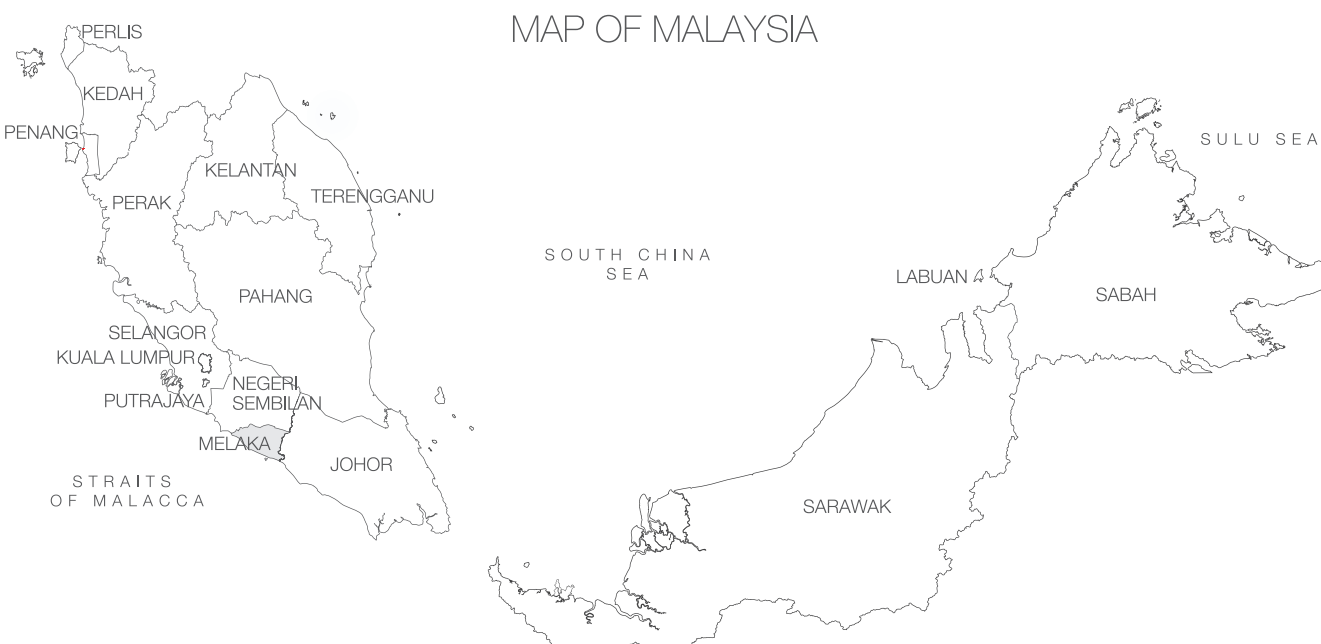 MAP OF MALAYSIA
PERLIS
KEDAH
PENANG
KELANTAN
PERAK
TERENGGANU
SULU SEA
SOUTH CHINA
SEA
LABUAN
SABAH
PAHANG
SELANGOR
KUALA LUMPUR
NEGERI
SEMBILAN
PUTRAJAYA
MELAKA
JOHOR
STRAITS
OF MALACCA
SARAWAK